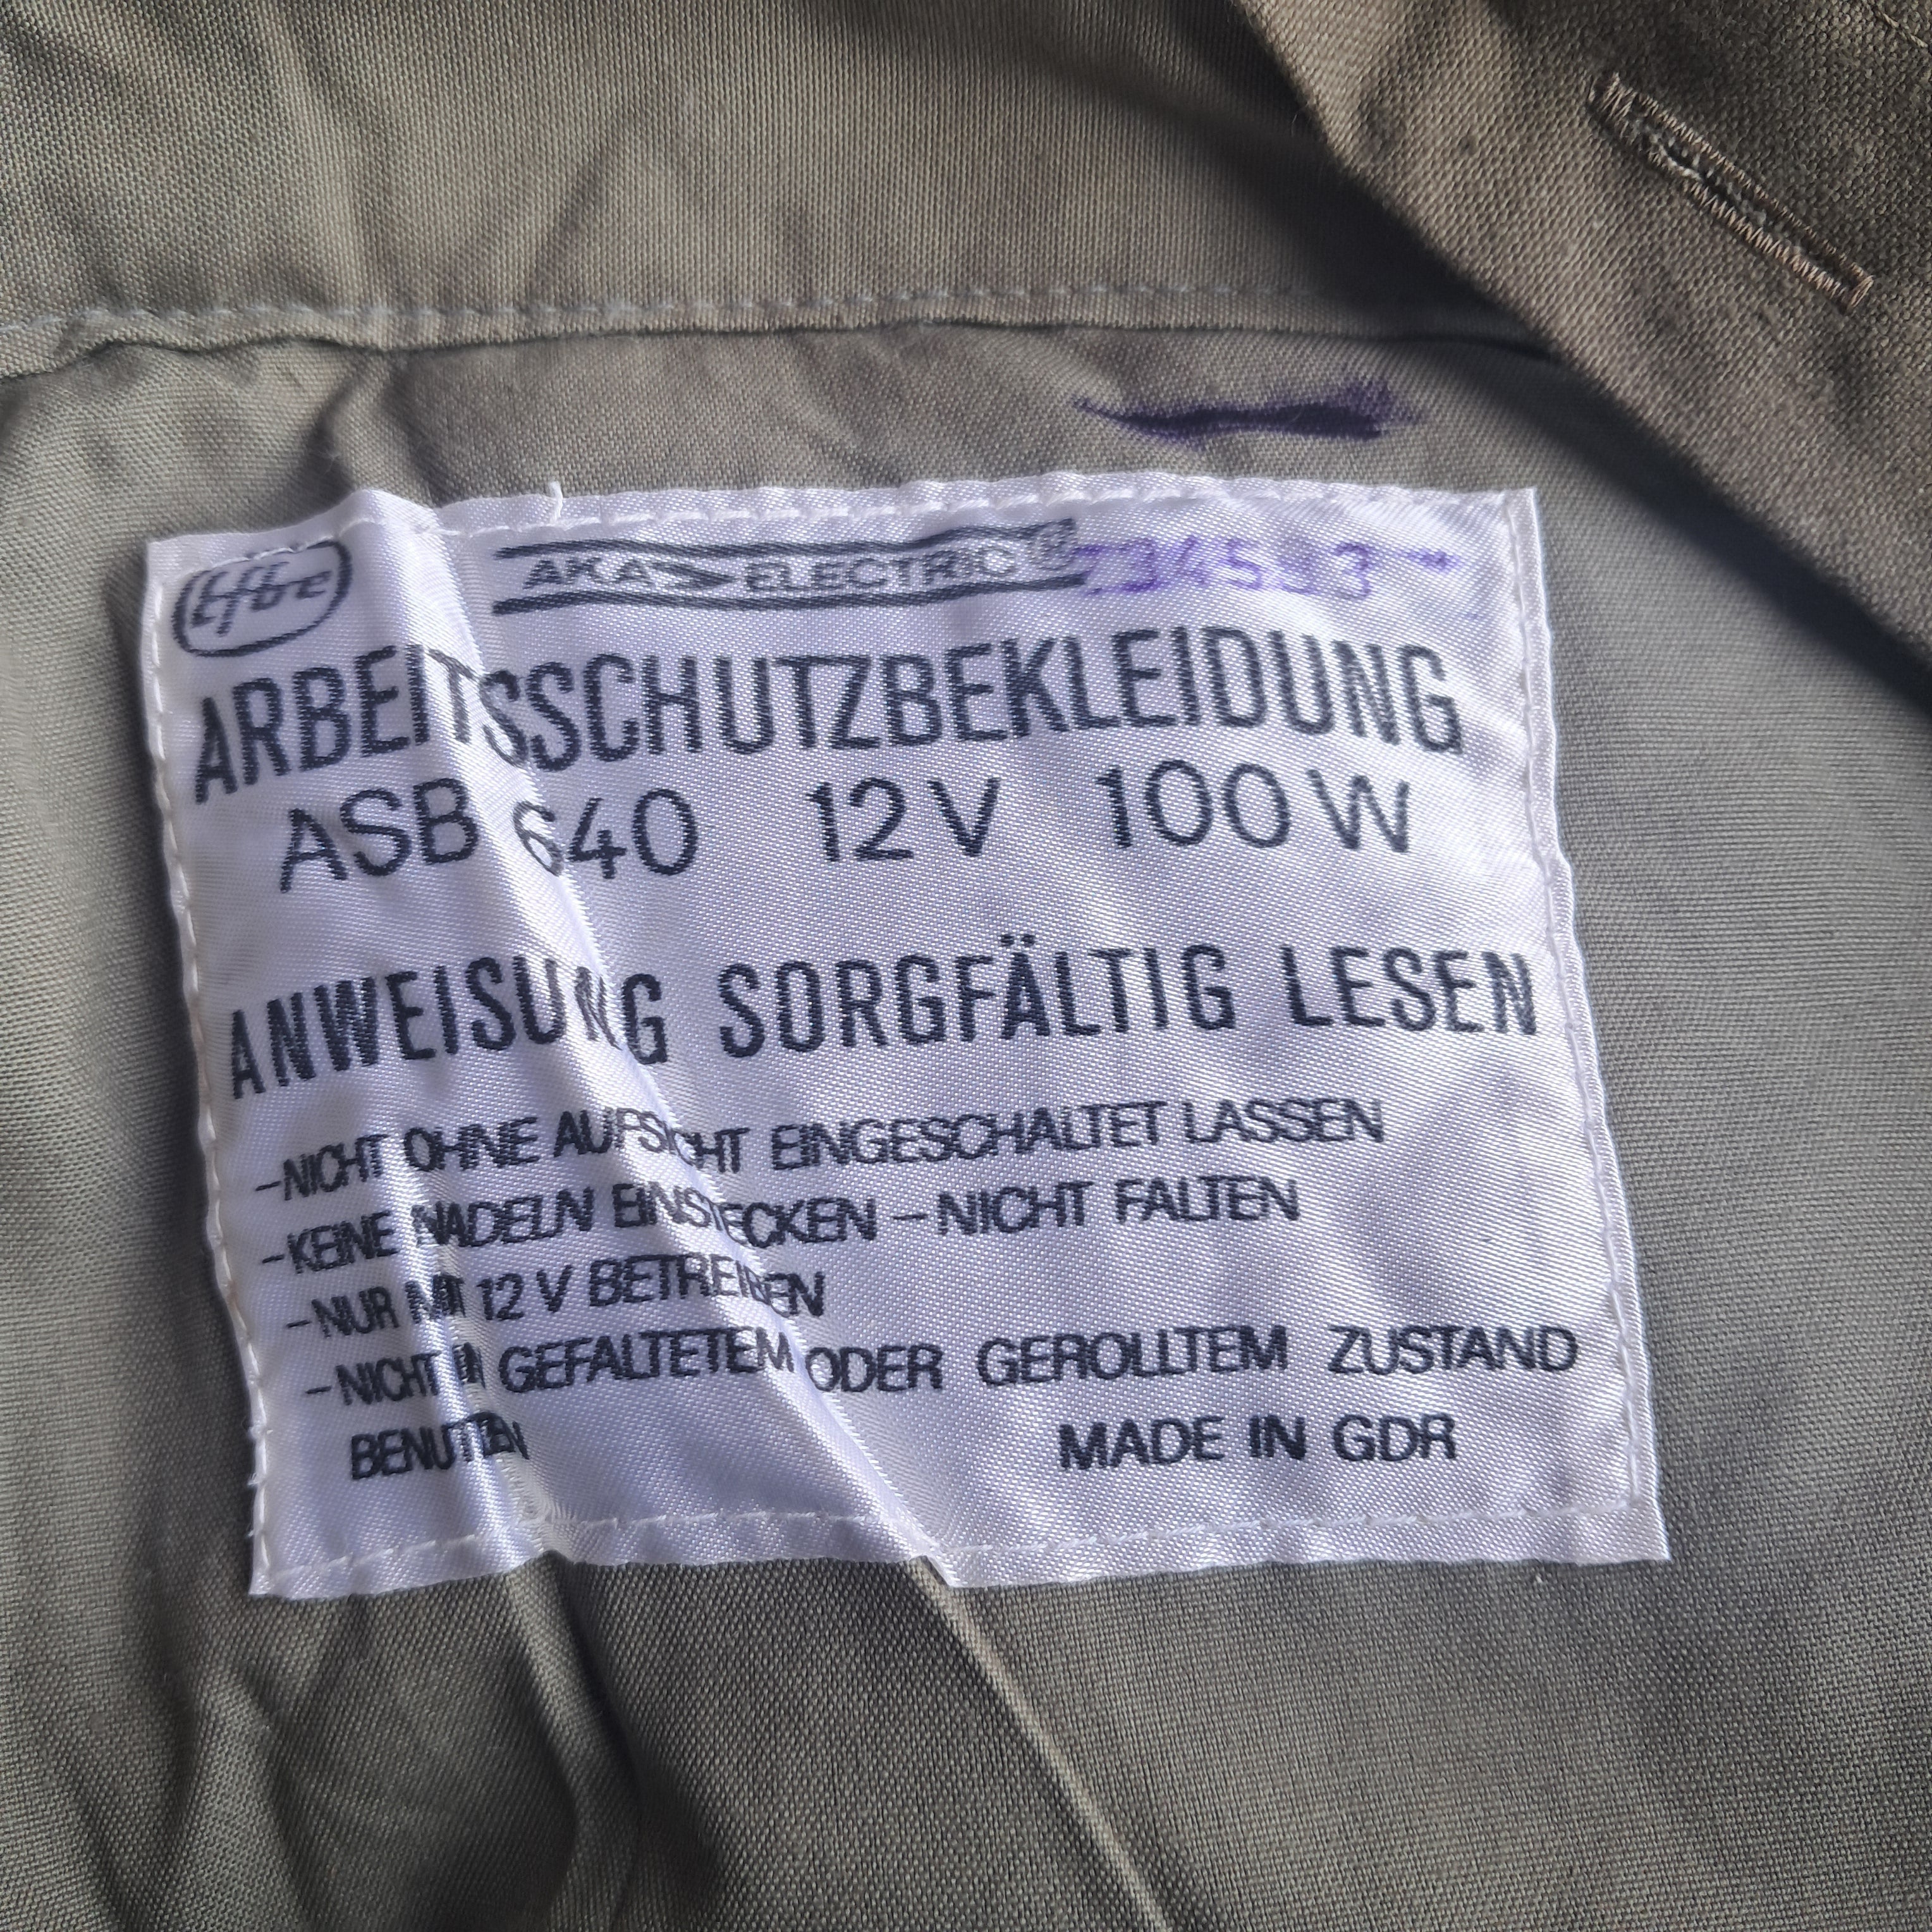 efbe
AKA ELECTRIC
ARBEITSSCHUTZBEKLEIDUNG
ASB 640 12 V 100 W
ANWEISUNG SORGFÄLTIG LESEN
-NICHT OHNE AUFSICHT EINGESCHALTET LASSEN
-KEINE NADELN EINSTECKEN -NICHT FALTEN
-NUR MIT 12 V BETREIBEN
-NICHT IN GEFALTETEM ODER GEROLLTEM ZUSTAND
BENUTZEN MADE IN GDR